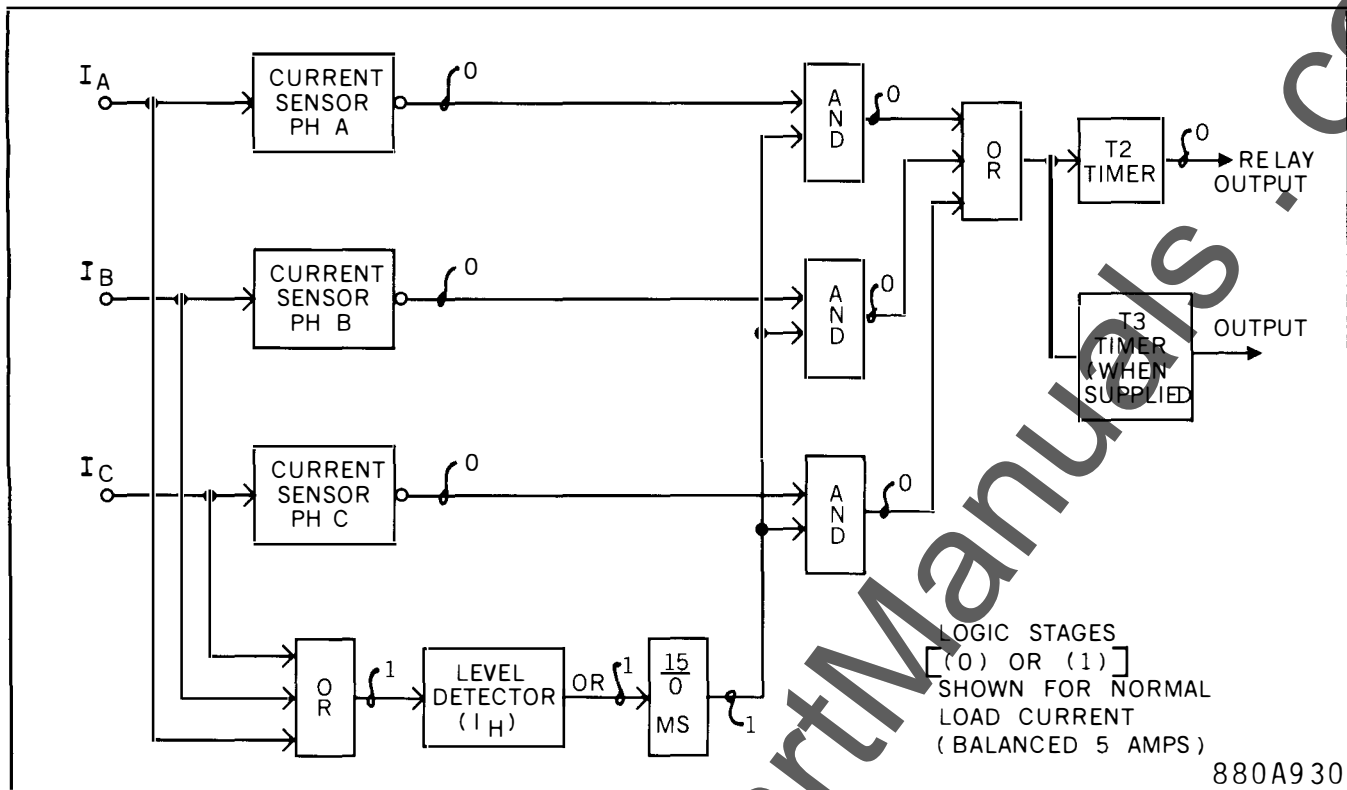 I A
CURRENT
SENSOR
PH A
0
A
N
D
0
O
R
T2
TIMER
0
RELAY
OUTPUT
I B
CURRENT
SENSOR
PH B
0
A
N
D
0
T3
TIMER
(WHEN
SUPPLIED
OUTPUT
I C
CURRENT
SENSOR
PH C
0
A
N
D
0
O
R
1
LEVEL
DETECTOR
(I H)
OR
1
15
0
MS
1
LOGIC STAGES
[(0) OR (1)]
SHOWN FOR NORMAL
LOAD CURRENT
(BALANCED 5 AMPS)
880A930
rtManuals.co